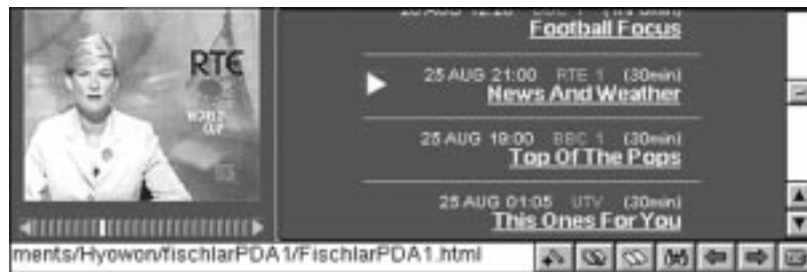 Football Focus
RTE
WORLD
CUP
25 AUG 21:00 RTE 1 (30min)
News And Weather
25 AUG 19:00 BBC 1 (30min)
Top Of The Pops
25 AUG 01:05 UTV (30min)
This Ones For You
ments/Hyowon/fischlarPDA1/FischlarPDA1.html